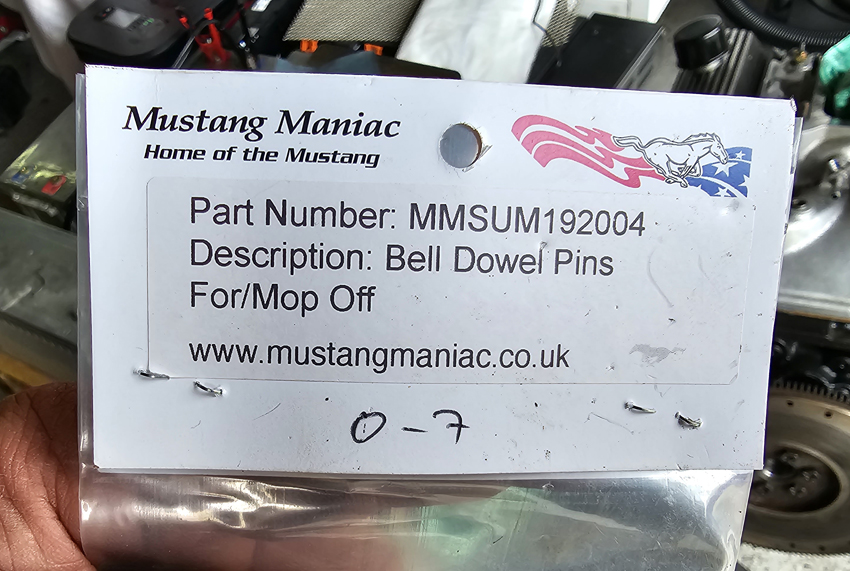 Mustang Maniac
Home of the Mustang
Part Number: MMSUM192004
Description: Bell Dowel Pins
For/Mop Off
www.mustangmaniac.co.uk
0-7